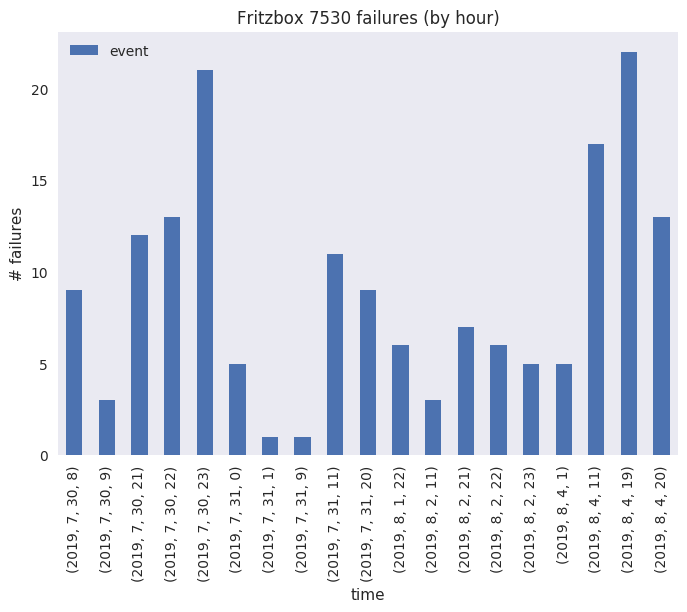 Fritzbox 7530 failures (by hour)
event
# failures
20
15
10
5
0
(2019, 7, 30, 8)
(2019, 7, 30, 9)
(2019, 7, 30, 21)
(2019, 7, 30, 22)
(2019, 7, 30, 23)
(2019, 7, 31, 0)
(2019, 7, 31, 1)
(2019, 7, 31, 9)
(2019, 7, 31, 11)
(2019, 7, 31, 20)
(2019, 8, 1, 22)
(2019, 8, 2, 11)
(2019, 8, 2, 21)
(2019, 8, 2, 22)
(2019, 8, 2, 23)
(2019, 8, 4, 1)
(2019, 8, 4, 11)
(2019, 8, 4, 19)
(2019, 8, 4, 20)
time